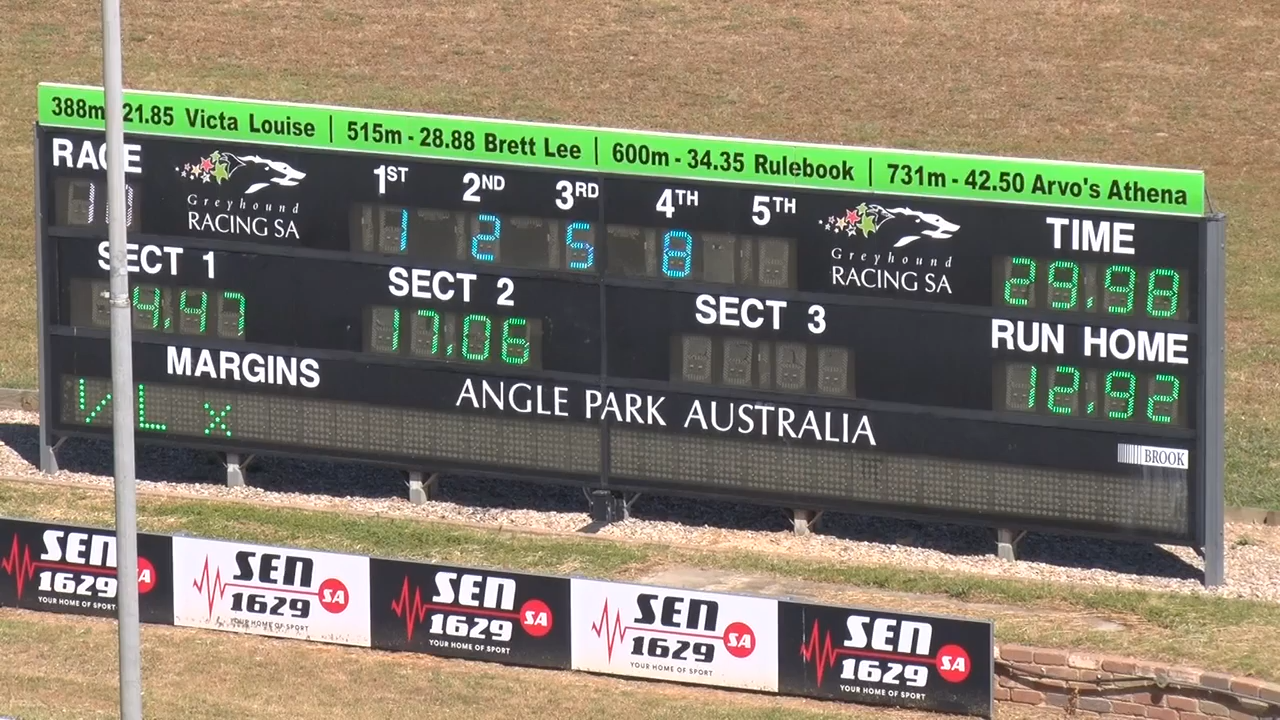 388m 21.85 Victa Louise | 515m - 28.88 Brett Lee | 600m - 34.35 Rulebook | 731m - 42.50 Arvo's Athena
RACE
10
Greyhound
RACING SA
1ST 2ND 3RD 4TH 5TH
1 2 5 8
Greyhound
RACING SA
TIME
29.98
SECT 1
4.47
SECT 2
17.06
SECT 3
RUN HOME
12.92
MARGINS
L x
ANGLE PARK AUSTRALIA
BROOK
SEN
1629 SA
YOUR HOME OF SPORT
SEN
1629 SA
YOUR HOME OF SPORT
SEN
1629 SA
YOUR HOME OF SPORT
SEN
1629 SA
YOUR HOME OF SPORT
SEN
1629 SA
YOUR HOME OF SPORT